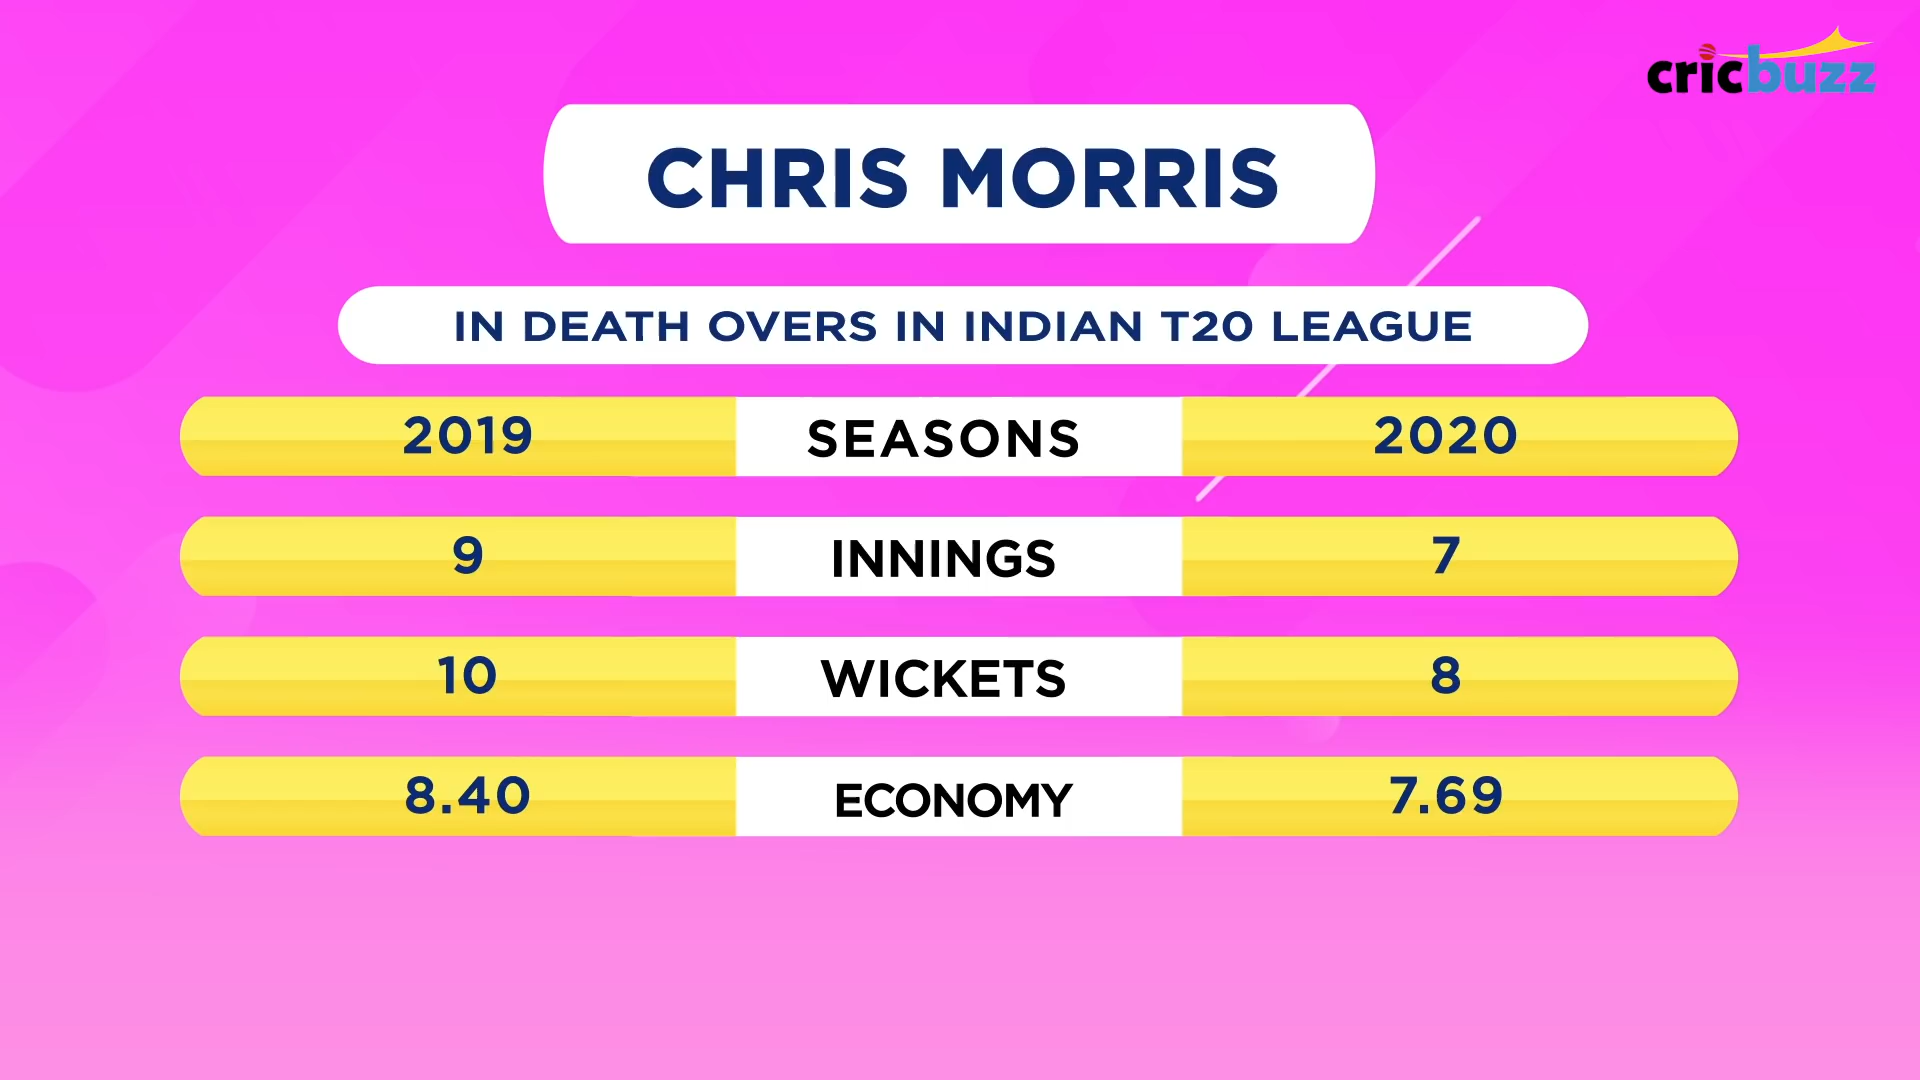 cricbuzz
CHRIS MORRIS
IN DEATH OVERS IN INDIAN T20 LEAGUE
2019 SEASONS 2020
9 INNINGS 7
10 WICKETS 8
8.40 ECONOMY 7.69